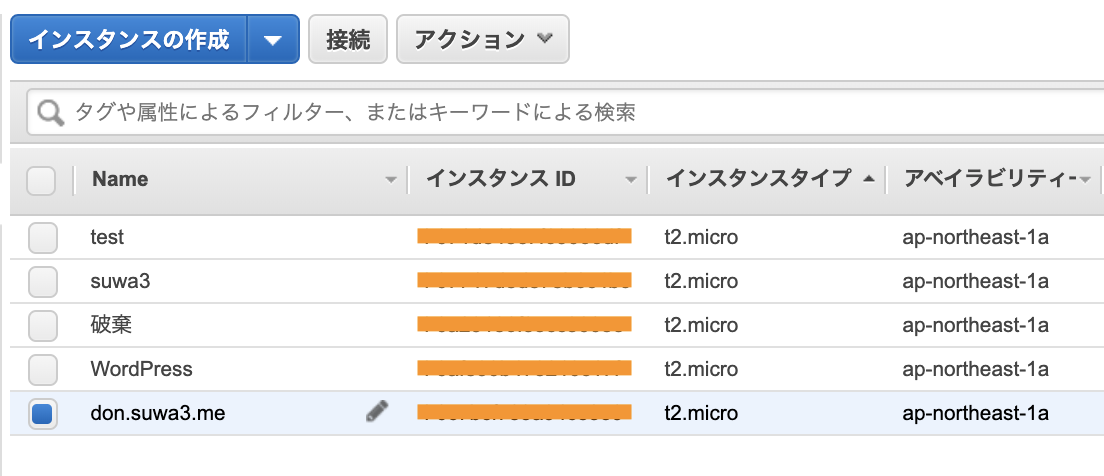 インスタンスの作成 接続 アクション
タグや属性によるフィルター、またはキーワードによる検索
Name インスタンス ID インスタンスタイプ アベイラビリティー
test t2.micro ap-northeast-1a
suwa3 t2.micro ap-northeast-1a
破棄 t2.micro ap-northeast-1a
WordPress t2.micro ap-northeast-1a
don.suwa3.me t2.micro ap-northeast-1a